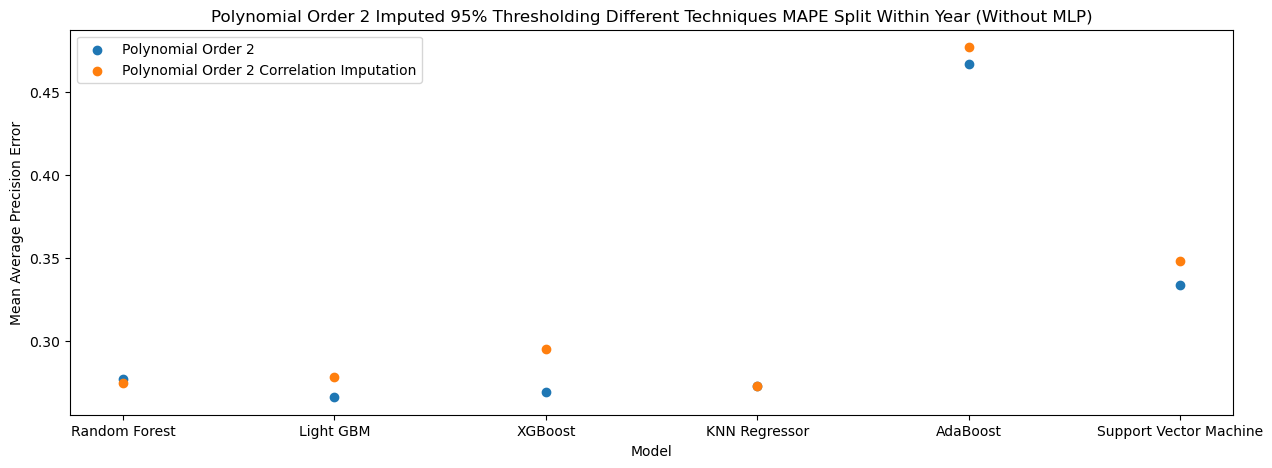 Polynomial Order 2 Imputed 95% Thresholding Different Techniques MAPE Split Within Year (Without MLP)
Polynomial Order 2
Polynomial Order 2 Correlation Imputation
Mean Average Precision Error
0.45
0.40
0.35
0.30
Random Forest
Light GBM
XGBoost
KNN Regressor
AdaBoost
Support Vector Machine
Model